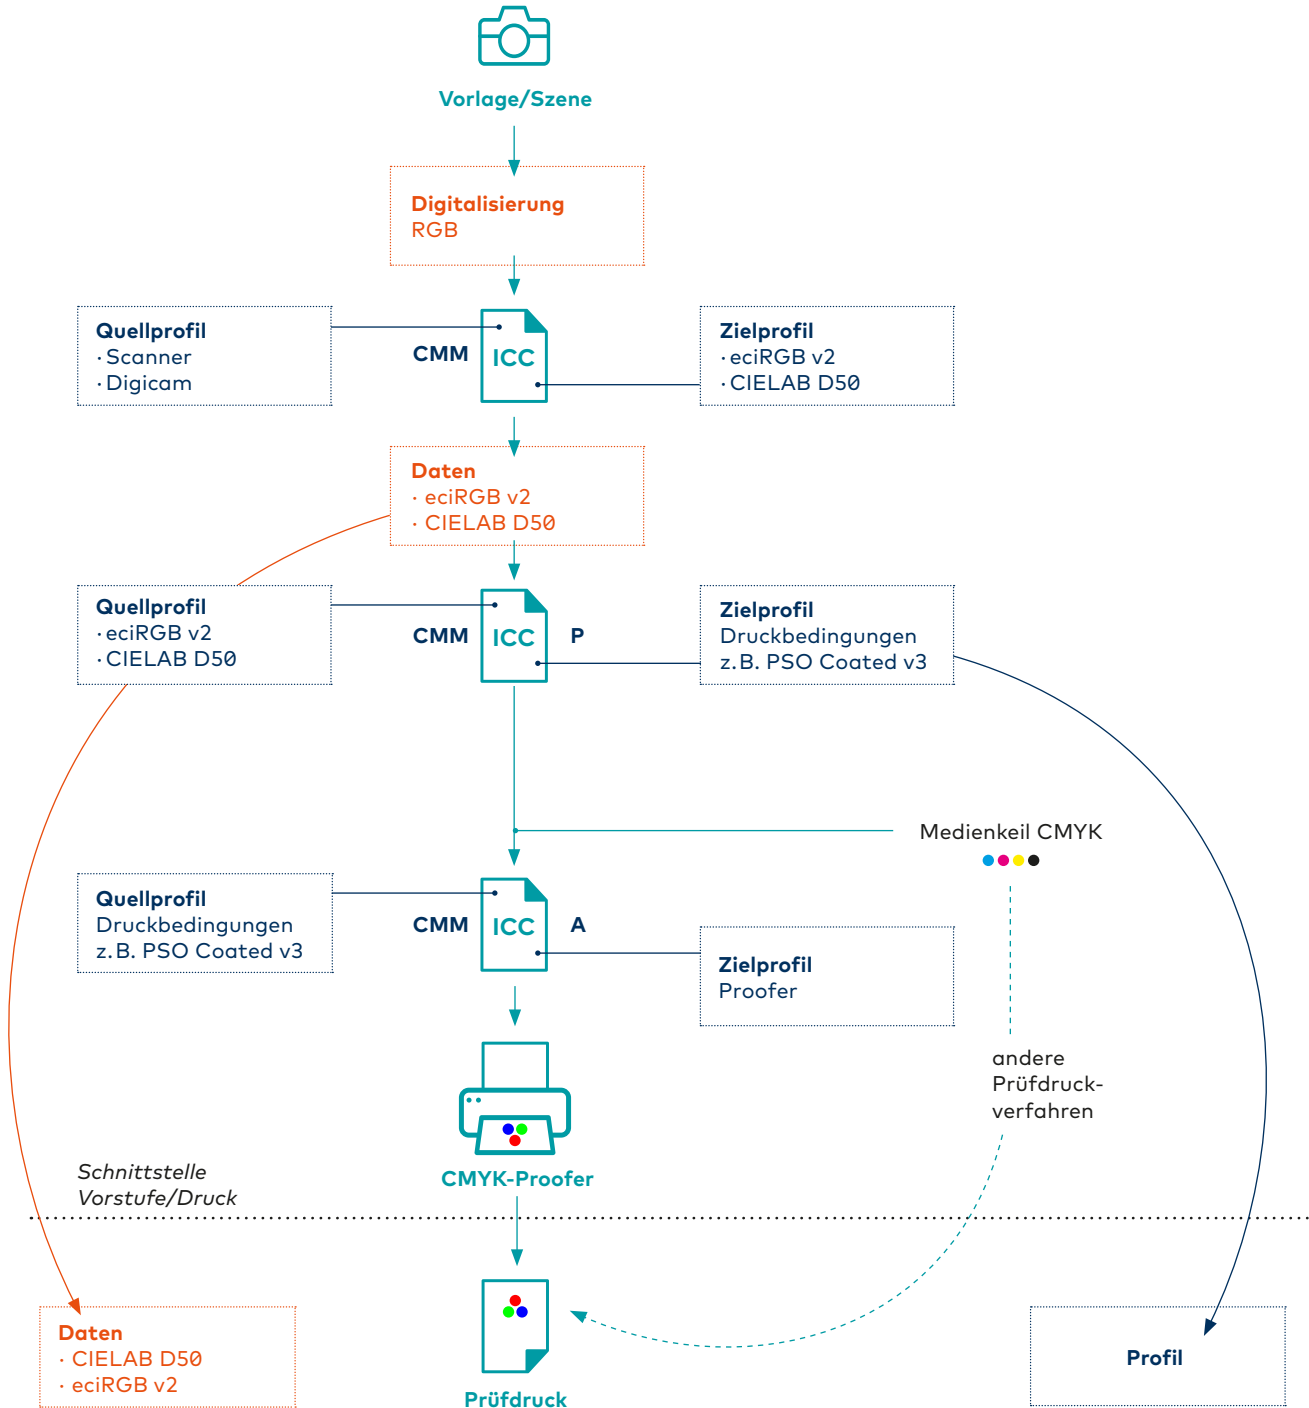 Vorlage/Szene
Digitalisierung
RGB
Quellprofil
· Scanner
· Digicam
CMM
ICC
Zielprofil
· eciRGB v2
· CIELAB D50
Daten
· eciRGB v2
· CIELAB D50
Quellprofil
· eciRGB v2
· CIELAB D50
CMM
ICC
P
Zielprofil
Druckbedingungen
z.B. PSO Coated v3
Medienkeil CMYK
Quellprofil
Druckbedingungen
z.B. PSO Coated v3
CMM
ICC
A
Zielprofil
Proofer
andere
Prüfdruck-
verfahren
CMYK-Proofer
Schnittstelle
Vorstufe/Druck
Daten
· CIELAB D50
· eciRGB v2
Prüfdruck
Profil